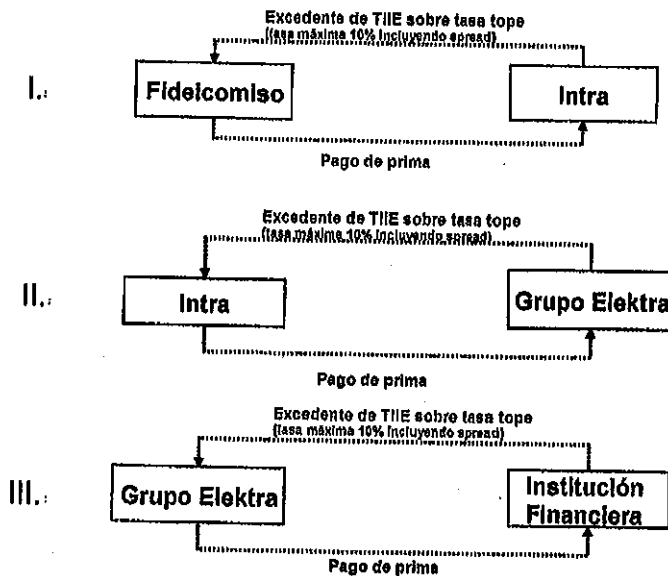 Excedente de TIIE sobre tasa tope
(tasa máxima 10% incluyendo spread)
I.:
Fideicomiso
Intra
Pago de prima
Excedente de TIIE sobre tasa tope
(tasa máxima 10% incluyendo spread)
II.:
Intra
Grupo Elektra
Pago de prima
Excedente de TIIE sobre tasa tope
(tasa máxima 10% incluyendo spread)
III.:
Grupo Elektra
Institución
Financiera
Pago de prima